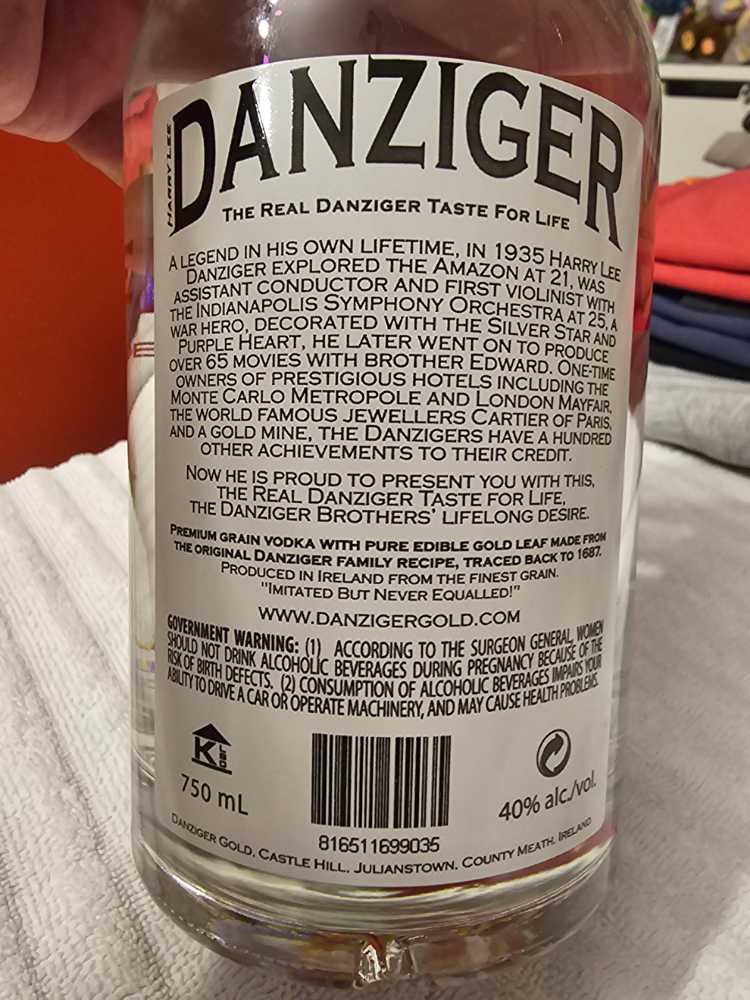 HARRY LEE
DANZIGER
THE REAL DANZIGER TASTE FOR LIFE
A LEGEND IN HIS OWN LIFETIME, IN 1935 HARRY LEE
DANZIGER EXPLORED THE AMAZON AT 21, WAS
ASSISTANT CONDUCTOR AND FIRST VIOLINIST WITH
THE INDIANAPOLIS SYMPHONY ORCHESTRA AT 25, A
WAR HERO, DECORATED WITH THE SILVER STAR AND
PURPLE HEART, HE LATER WENT ON TO PRODUCE
OVER 65 MOVIES WITH BROTHER EDWARD. ONE-TIME
OWNERS OF PRESTIGIOUS HOTELS INCLUDING THE
MONTE CARLO METROPOLE AND LONDON MAYFAIR,
THE WORLD FAMOUS JEWELLERS CARTIER OF PARIS,
AND A GOLD MINE, THE DANZIGERS HAVE A HUNDRED
OTHER ACHIEVEMENTS TO THEIR CREDIT.
NOW HE IS PROUD TO PRESENT YOU WITH THIS,
THE REAL DANZIGER TASTE FOR LIFE,
THE DANZIGER BROTHERS' LIFELONG DESIRE.
PREMIUM GRAIN VODKA WITH PURE EDIBLE GOLD LEAF MADE FROM
THE ORIGINAL DANZIGER FAMILY RECIPE, TRACED BACK TO 1687.
PRODUCED IN IRELAND FROM THE FINEST GRAIN.
"IMITATED BUT NEVER EQUALLED!"
WWW.DANZIGERGOLD.COM
GOVERNMENT WARNING: (1) ACCORDING TO THE SURGEON GENERAL, WOMEN
SHOULD NOT DRINK ALCOHOLIC BEVERAGES DURING PREGNANCY BECAUSE OF THE
RISK OF BIRTH DEFECTS. (2) CONSUMPTION OF ALCOHOLIC BEVERAGES IMPAIRS YOUR
ABILITY TO DRIVE A CAR OR OPERATE MACHINERY, AND MAY CAUSE HEALTH PROBLEMS.
K LBD
750 mL
40% alc./vol.
816511699035
DANZIGER GOLD, CASTLE HILL, JULIANSTOWN, COUNTY MEATH, IRELAND